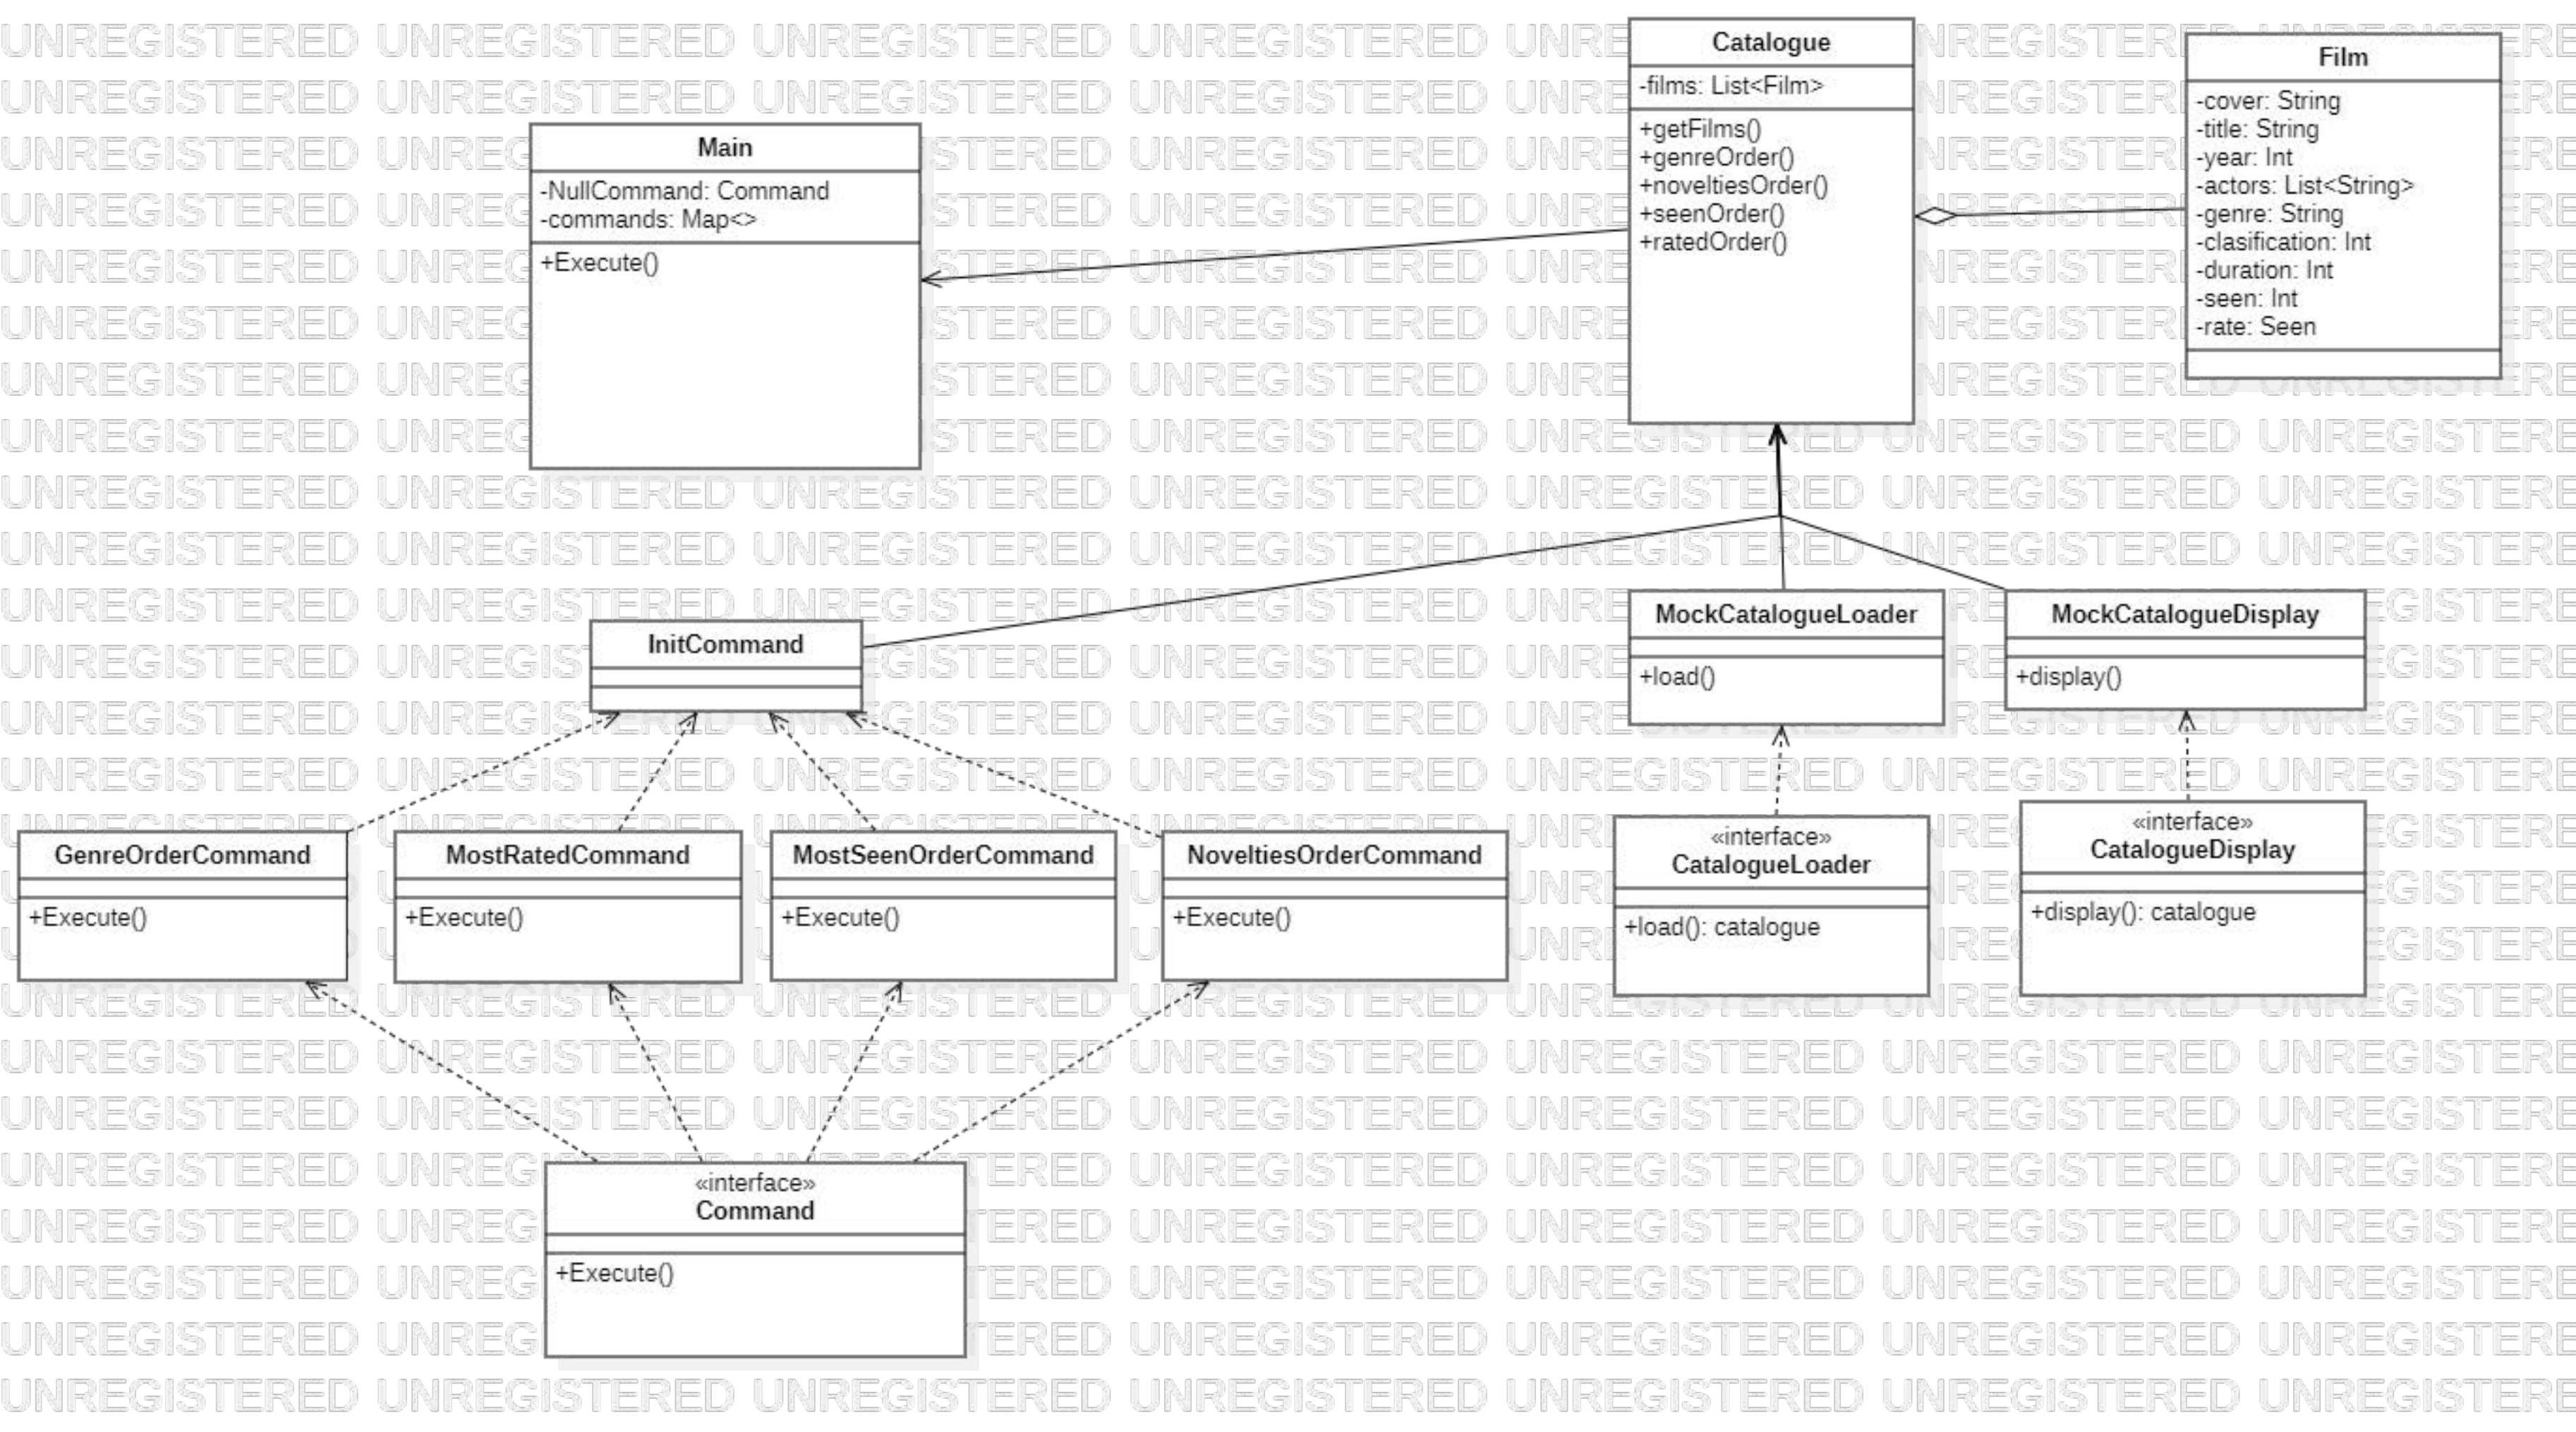 Catalogue
-films: List<Film>
+getFilms()
+genreOrder()
+noveltiesOrder()
+seenOrder()
+ratedOrder()
Film
-cover: String
-title: String
-year: Int
-actors: List<String>
-genre: String
-clasification: Int
-duration: Int
-seen: Int
-rate: Seen
Main
-NullCommand: Command
-commands: Map<>
+Execute()
InitCommand
MockCatalogueLoader
+load()
MockCatalogueDisplay
+display()
GenreOrderCommand
+Execute()
MostRatedCommand
+Execute()
MostSeenOrderCommand
+Execute()
NoveltiesOrderCommand
+Execute()
«interface»
CatalogueLoader
+load(): catalogue
«interface»
CatalogueDisplay
+display(): catalogue
«interface»
Command
+Execute()
UNREGISTERED